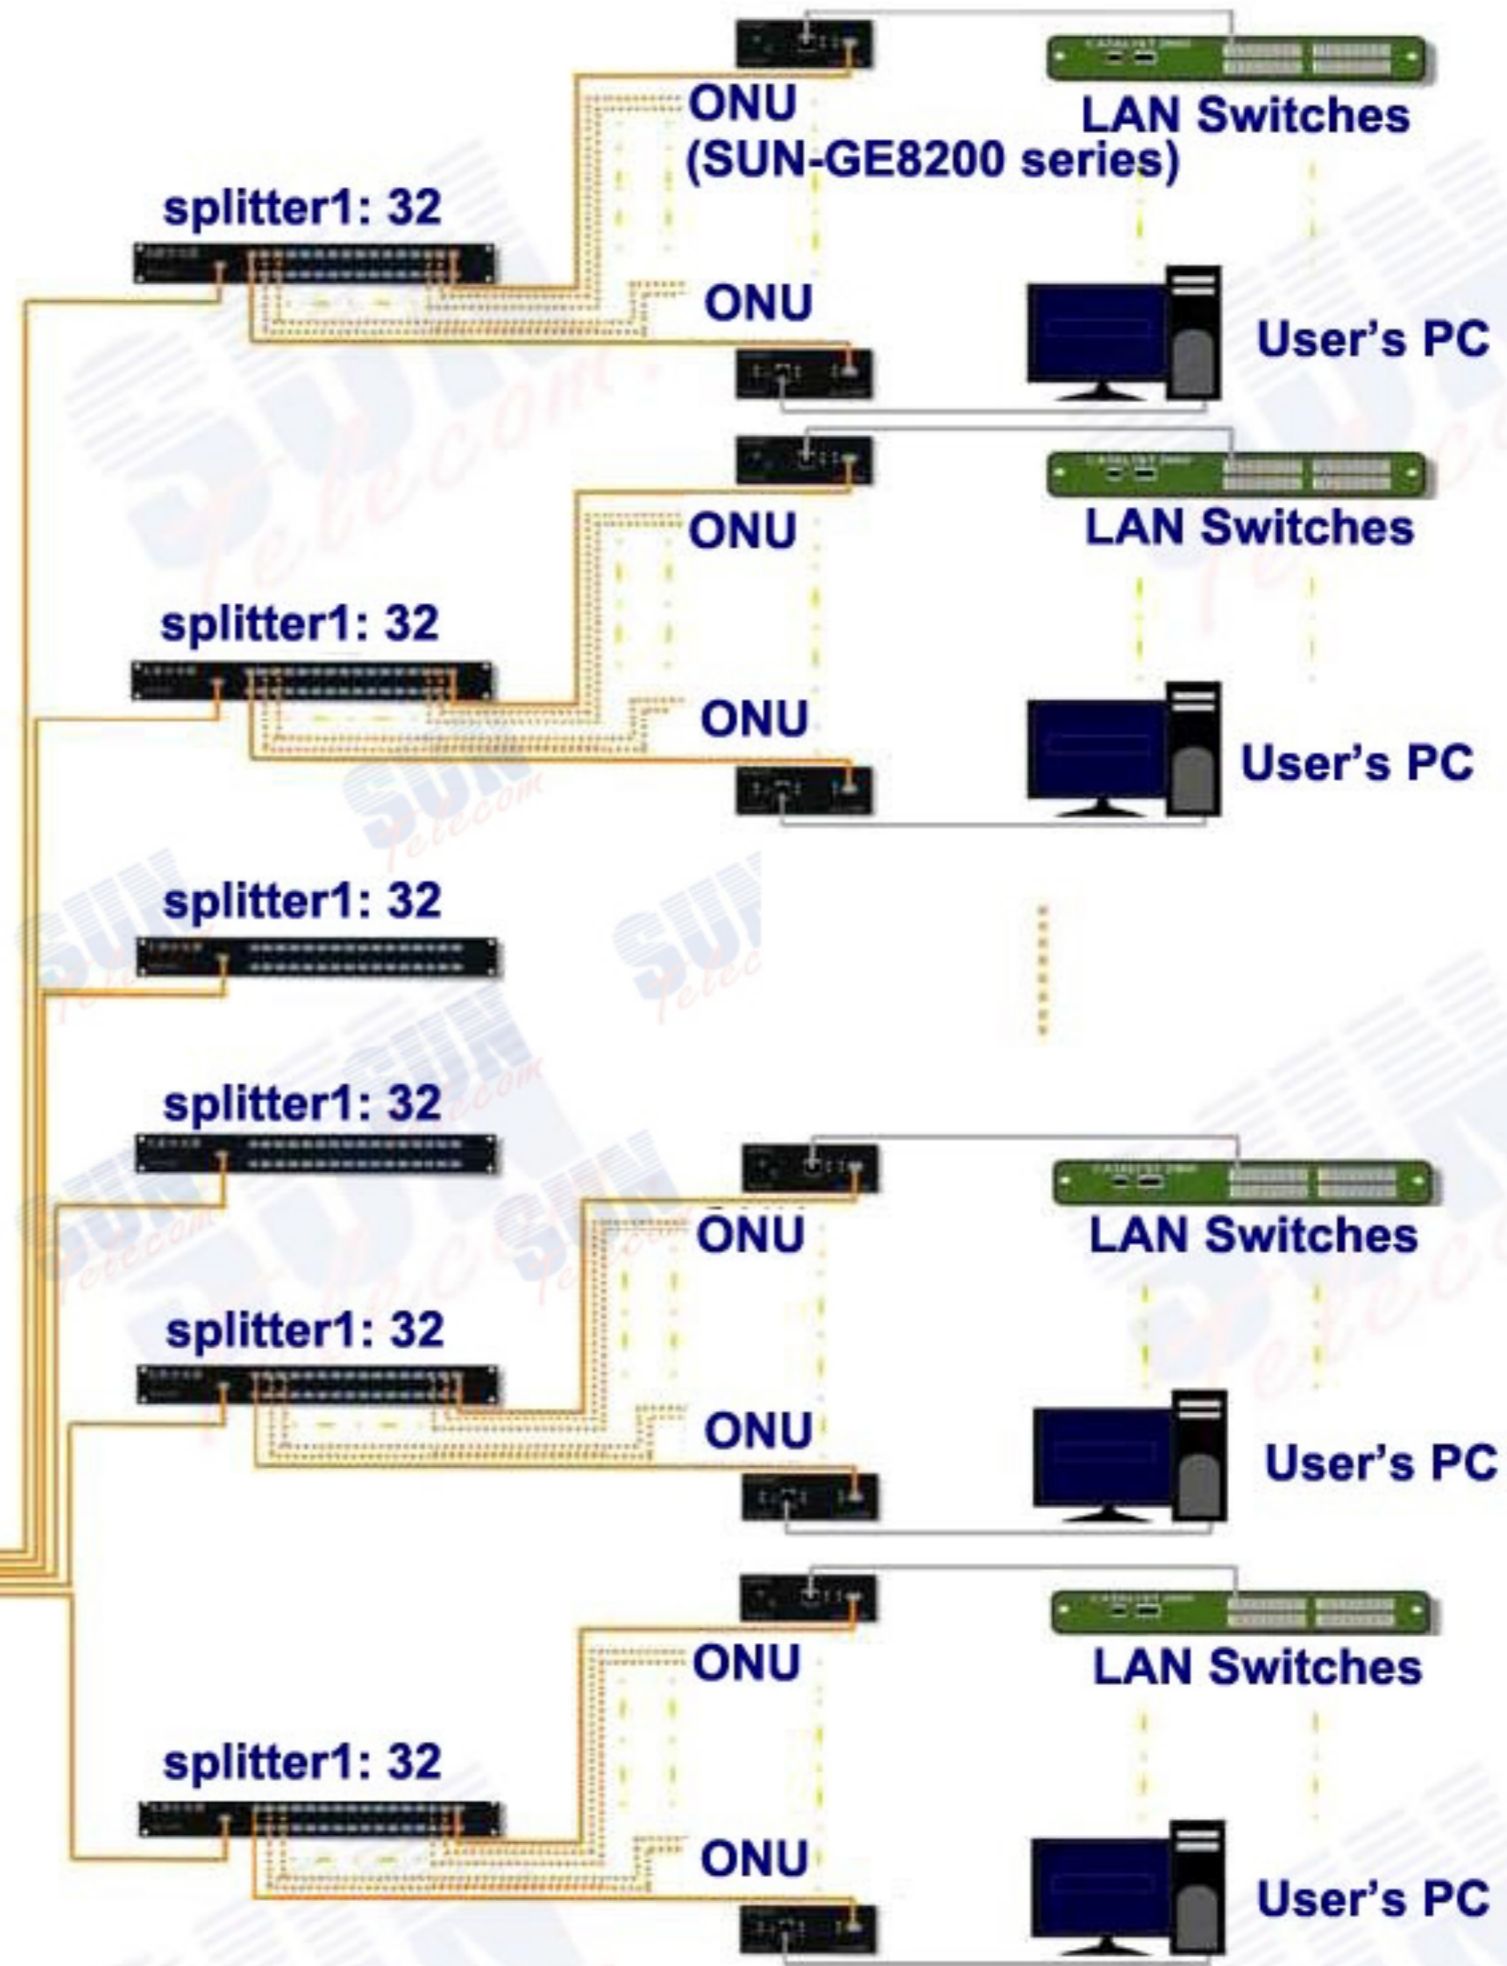 ONU
(SUN-GE8200 series)
LAN Switches
splitter1: 32
ONU
User's PC
ONU
LAN Switches
splitter1: 32
ONU
User's PC
SUN
Telecom
splitter1: 32
splitter1: 32
ONU
LAN Switches
splitter1: 32
ONU
User's PC
ONU
LAN Switches
splitter1: 32
ONU
User's PC